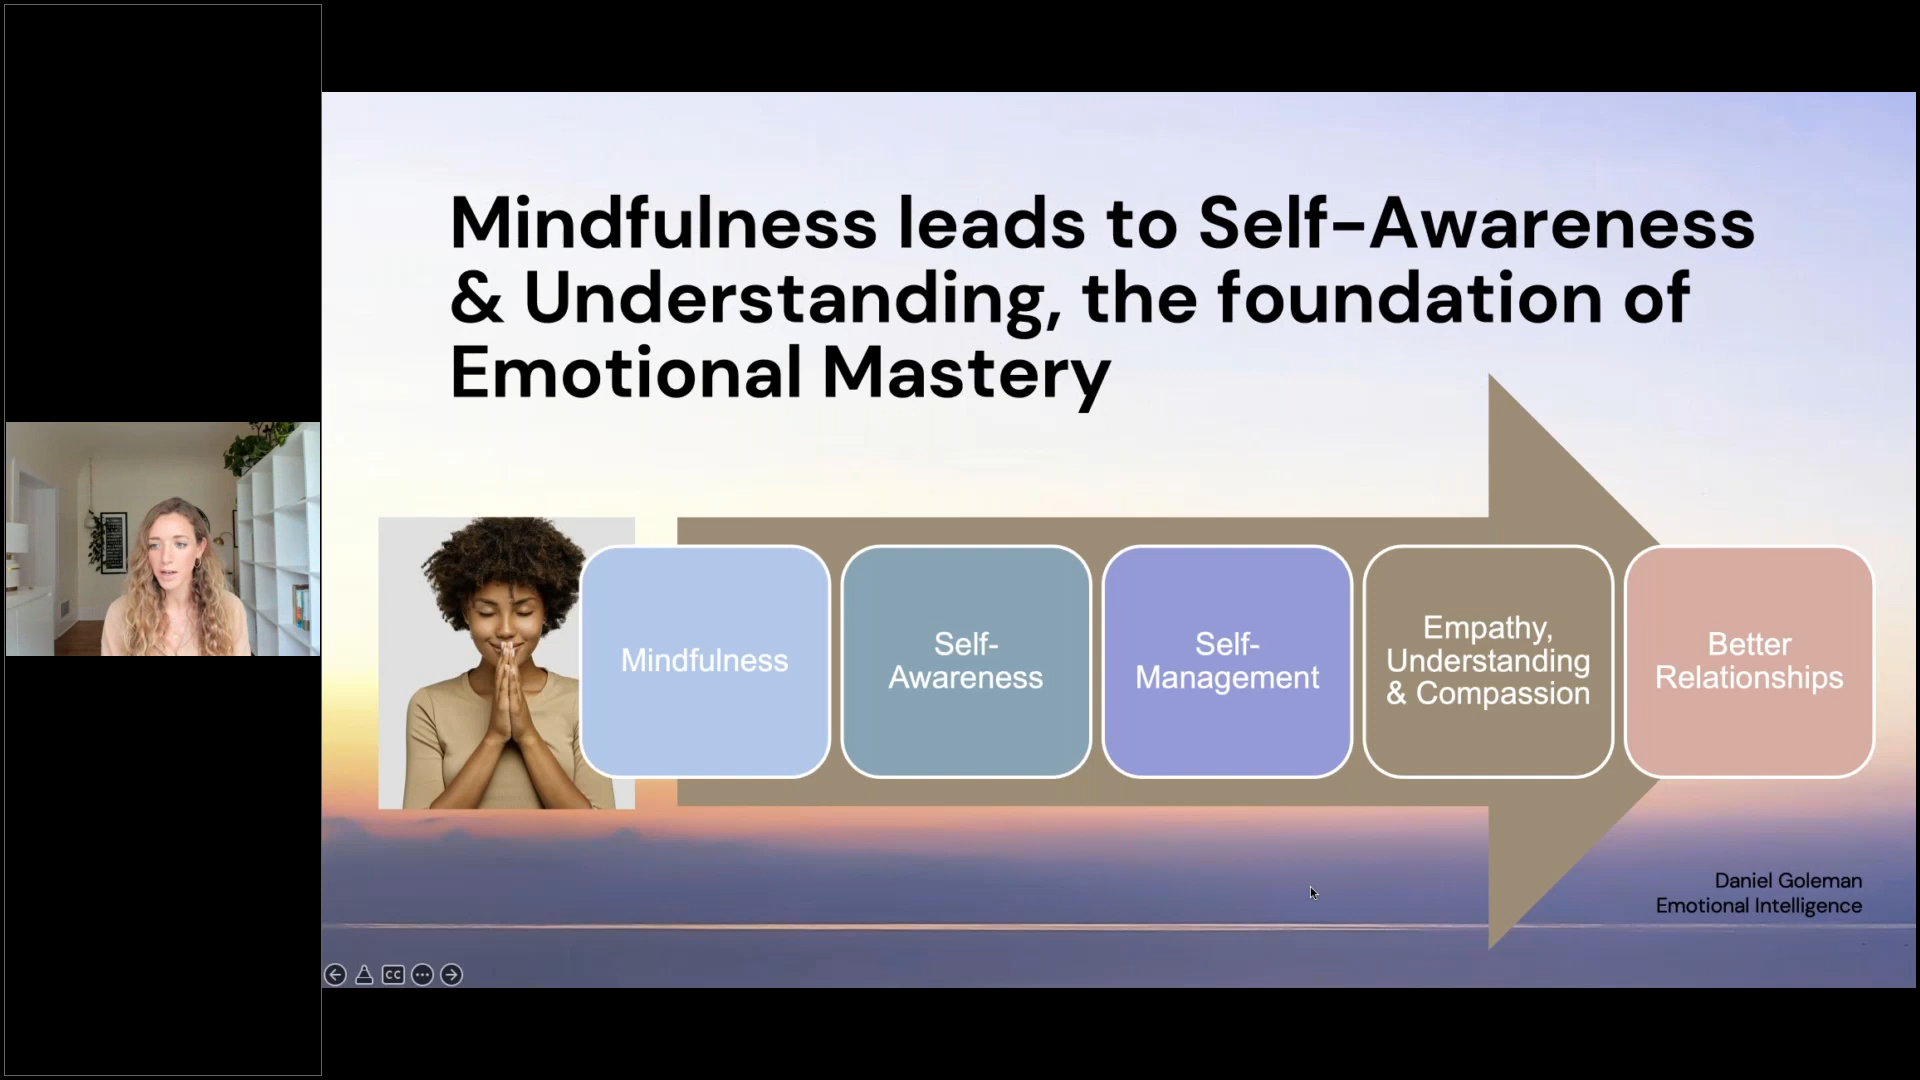 Mindfulness leads to Self-Awareness
& Understanding, the foundation of
Emotional Mastery
Mindfulness
Self-
Awareness
Self-
Management
Empathy,
Understanding
& Compassion
Better
Relationships
Daniel Goleman
Emotional Intelligence
CC